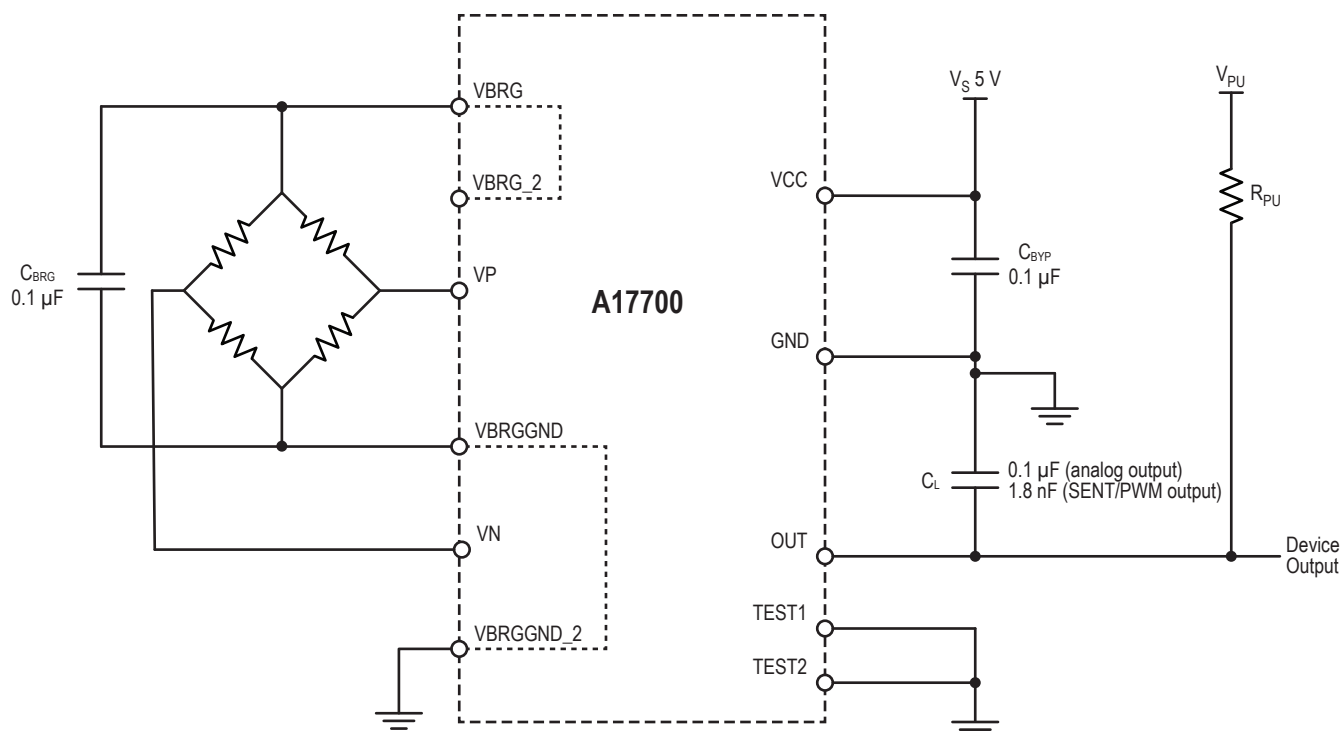 VBRG
VBRG_2
VP
VBRGGND
VN
VBRGGND_2
CBRG
0.1 µF
A17700
VCC
GND
OUT
TEST1
TEST2
VS 5 V
CBYP
0.1 µF
CL
0.1 µF (analog output)
1.8 nF (SENT/PWM output)
VPU
RPU
Device
Output